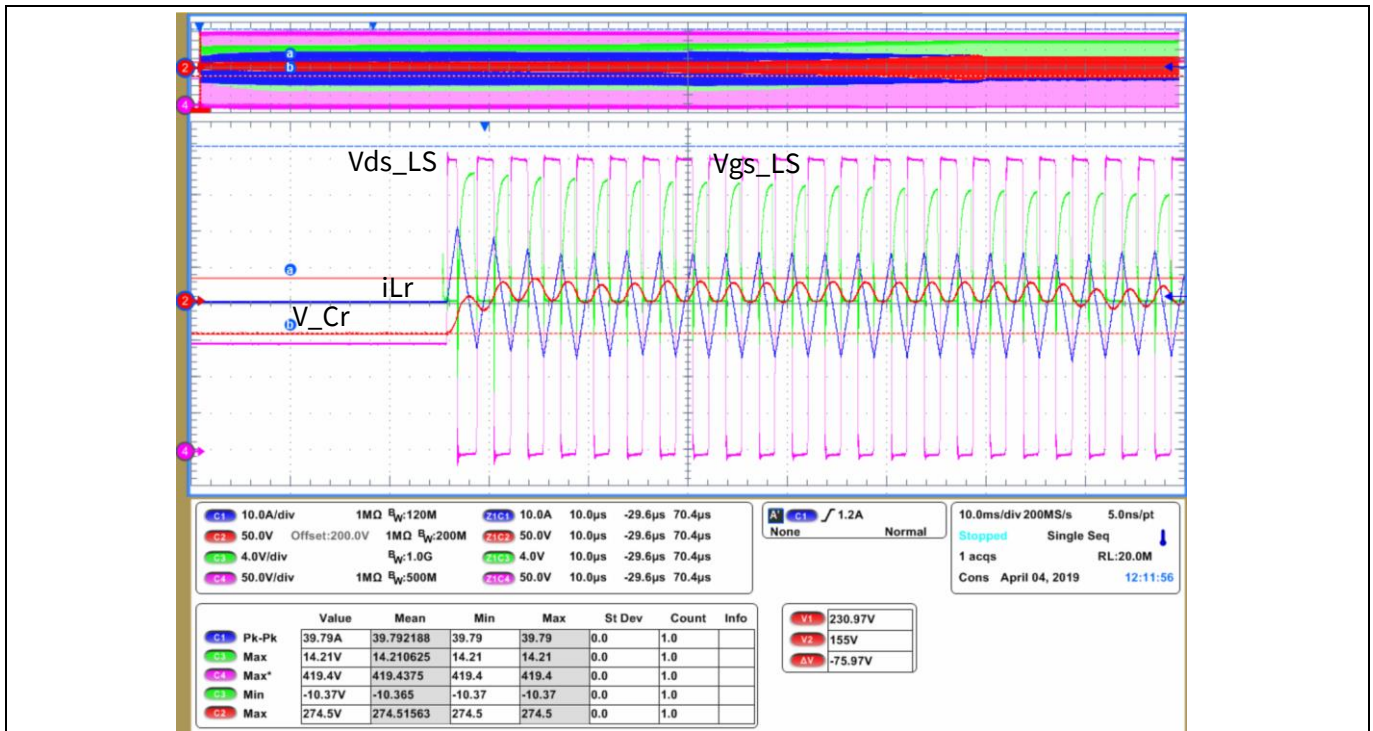 a
2
b
4
Vds_LS
Vgs_LS
a
iLr
2
b
V_Cr
4
C1 10.0A/div 1MΩ BW:120M Z1C1 10.0A 10.0µs -29.6µs 70.4µs
C2 50.0V Offset:200.0V 1MΩ BW:200M Z1C2 50.0V 10.0µs -29.6µs 70.4µs
C3 4.0V/div BW:1.0G Z1C3 4.0V 10.0µs -29.6µs 70.4µs
C4 50.0V/div 1MΩ BW:500M Z1C4 50.0V 10.0µs -29.6µs 70.4µs
A' C1 1.2A
None Normal
10.0ms/div 200MS/s 5.0ns/pt
Stopped Single Seq
1 acqs RL:20.0M
Cons April 04, 2019 12:11:56
Value Mean Min Max St Dev Count Info
C1 Pk-Pk 39.79A 39.792188 39.79 39.79 0.0 1.0
C3 Max 14.21V 14.210625 14.21 14.21 0.0 1.0
C4 Max* 419.4V 419.4375 419.4 419.4 0.0 1.0
C3 Min -10.37V -10.365 -10.37 -10.37 0.0 1.0
C2 Max 274.5V 274.51563 274.5 274.5 0.0 1.0
V1 230.97V
V2 155V
ΔV -75.97V